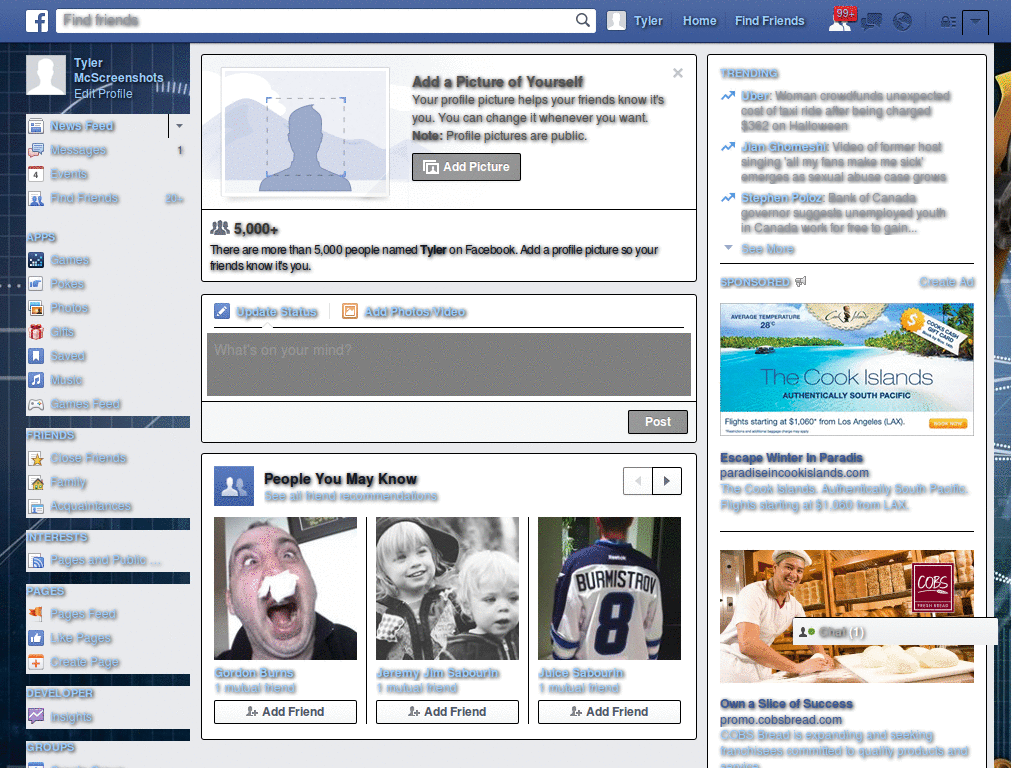 Find friends
Tyler
Home
Find Friends
99+
Tyler
McScreenshots
Edit Profile
News Feed
Messages 1
4 Events
Find Friends 20+
APPS
Games
Pokes
Photos
Gifts
Saved
Music
Games Feed
FRIENDS
Close Friends
Family
Acquaintances
INTERESTS
Pages and Public ...
PAGES
Pages Feed
Like Pages
Create Page
DEVELOPER
Insights
GROUPS
Create Group
Add a Picture of Yourself
Your profile picture helps your friends know it's
you. You can change it whenever you want.
Note: Profile pictures are public.
Add Picture
5,000+
There are more than 5,000 people named Tyler on Facebook. Add a profile picture so your
friends know it's you.
Update Status
Add Photos/Video
What's on your mind?
Post
People You May Know
See all friend recommendations
BURMISTROV
8
Gordon Burns
1 mutual friend
Add Friend
Jeremy Jim Sabourin
1 mutual friend
Add Friend
Juice Sabourin
1 mutual friend
Add Friend
TRENDING
Uber: Woman crowdfunds unexpected
cost of taxi ride after being charged
$362 on Halloween
Jian Ghomeshi: Video of former host
singing 'all my fans make me sick'
emerges as sexual abuse case grows
Stephen Poloz: Bank of Canada
governor suggests unemployed youth
in Canada work for free to gain...
See More
SPONSORED
Create Ad
AVERAGE TEMPERATURE
28°C
Cook Islands
$
COOKS CASH
GIFT CARD
The Cook Islands
AUTHENTICALLY SOUTH PACIFIC
Flights starting at $1,060* from Los Angeles (LAX).
BOOK NOW
Escape Winter in Paradis
paradiseincookislands.com
The Cook Islands. Authentically South Pacific.
Flights starting at $1,060 from LAX.
COBS
FRESH BREAD
Chat (1)
Own a Slice of Success
promo.cobsbread.com
COBS Bread is expanding and seeking
franchisees committed to quality products and
service.